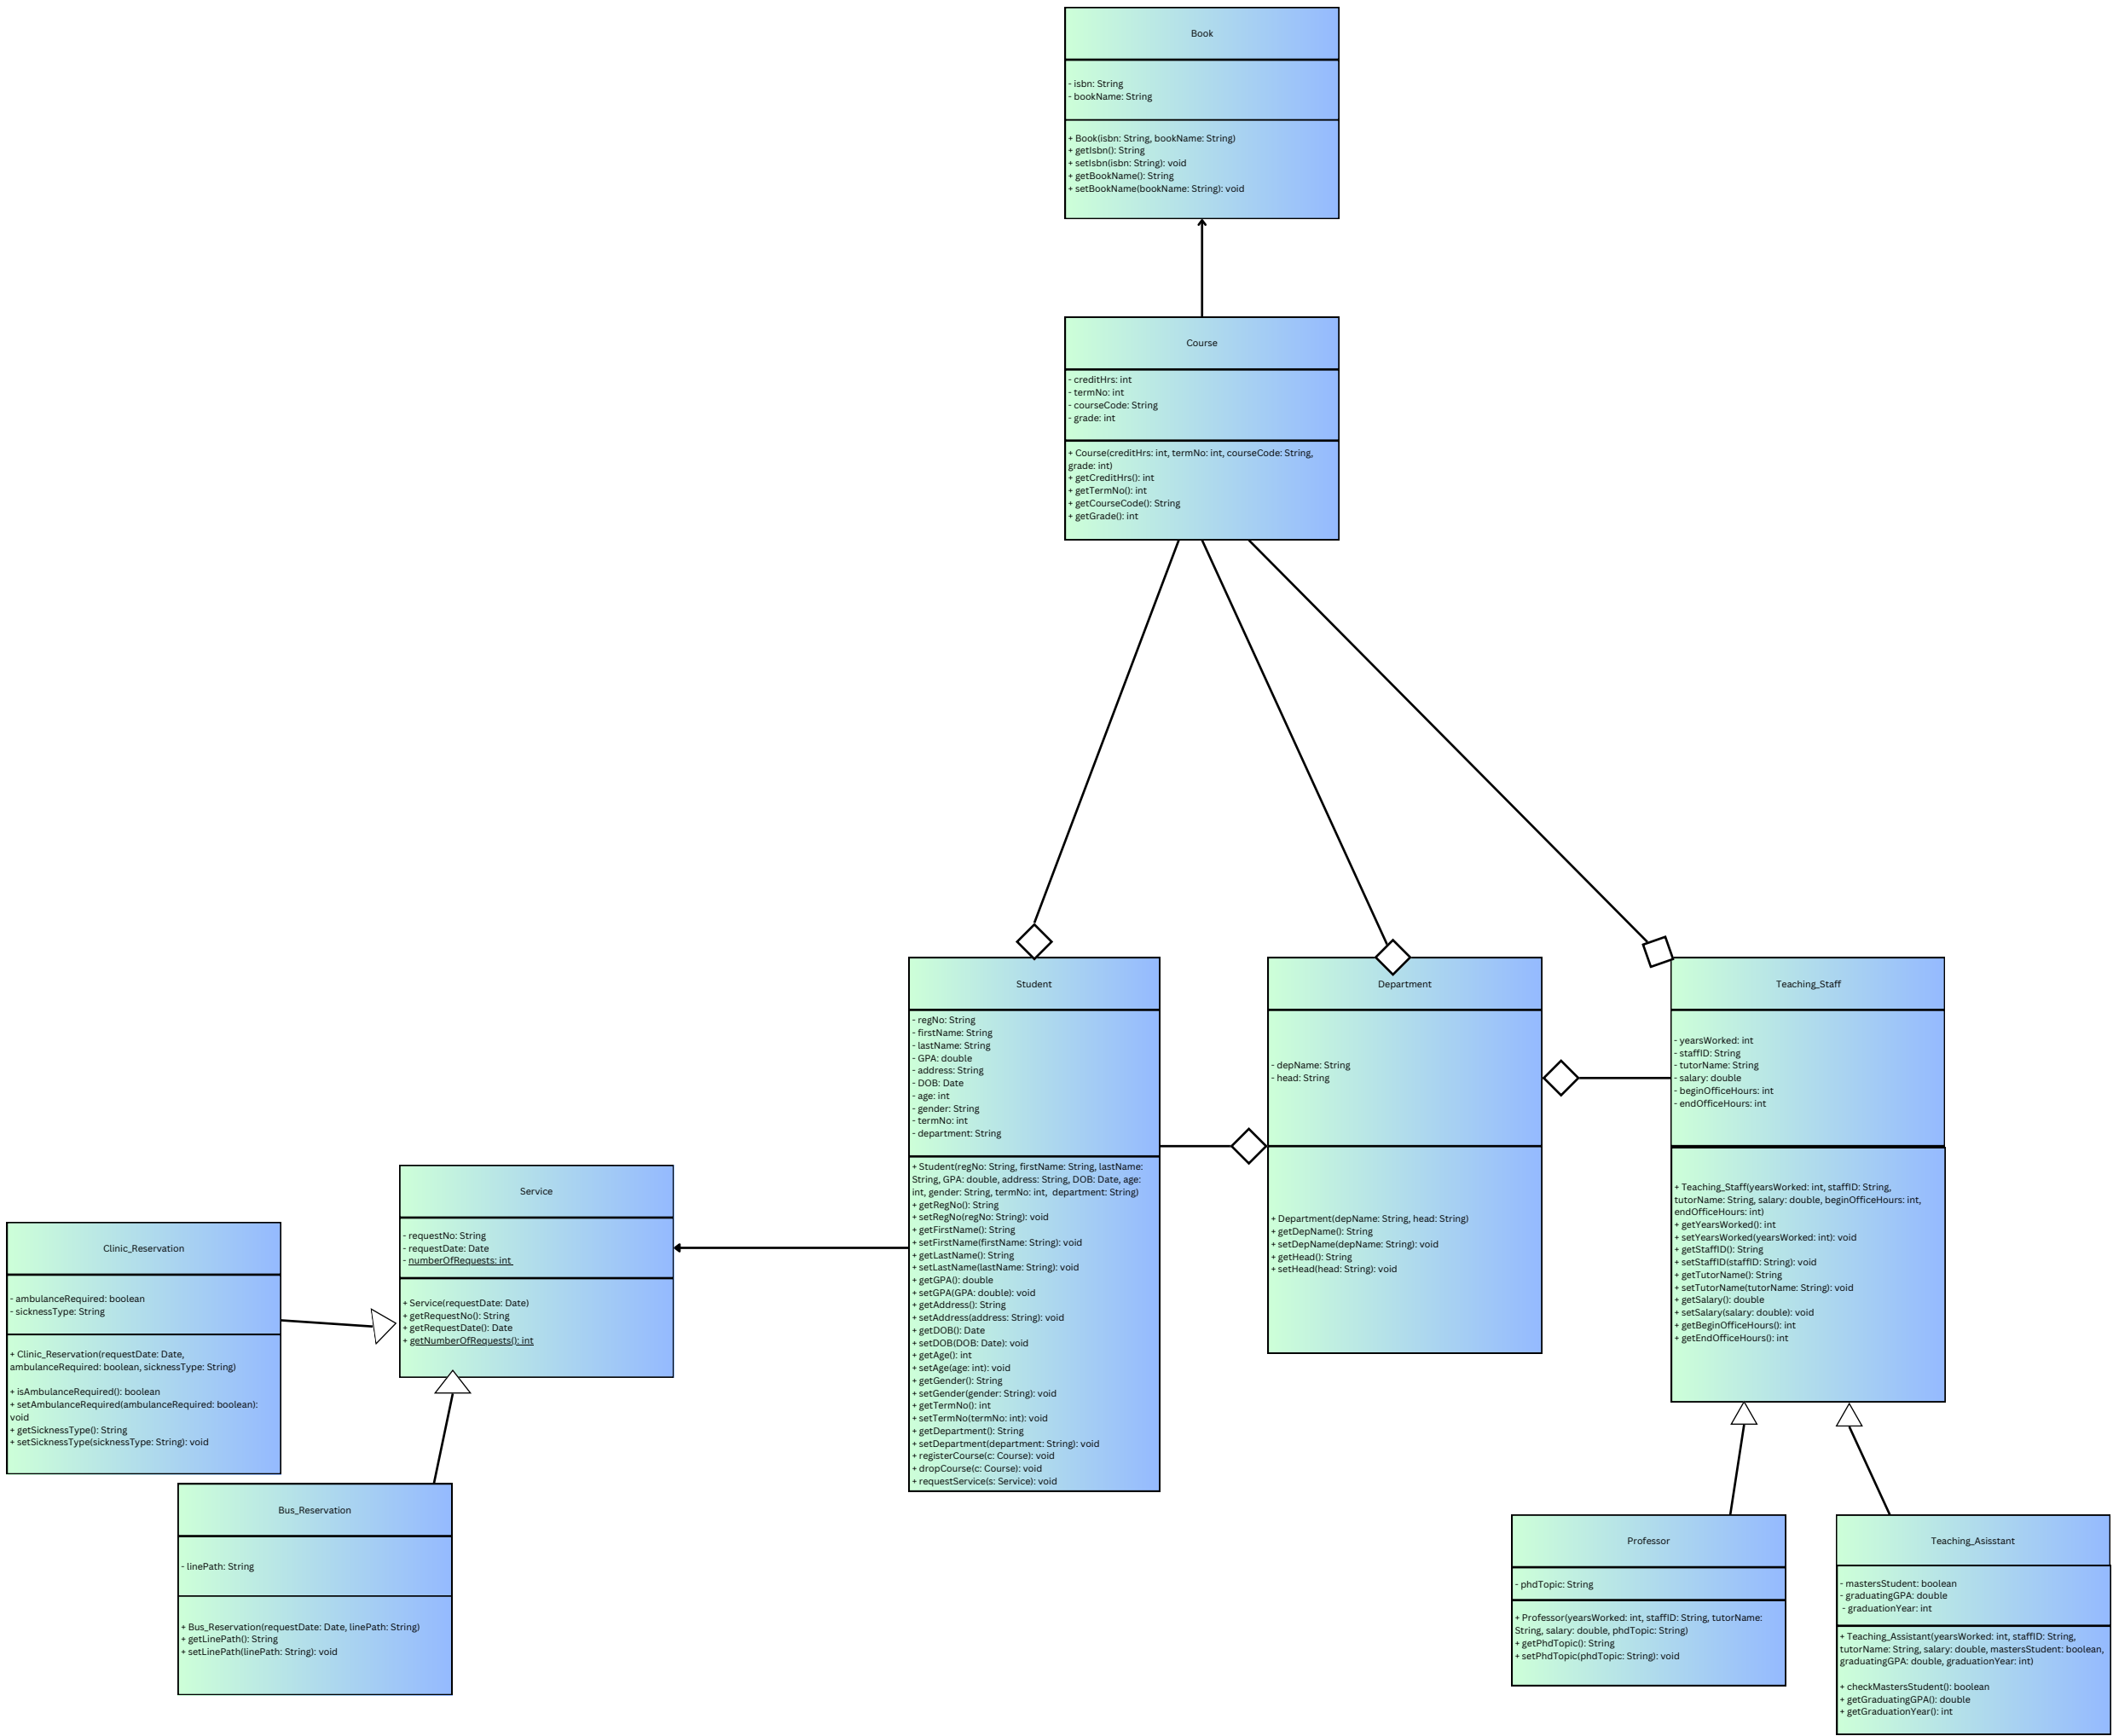 Book
- isbn: String
- bookName: String
+ Book(isbn: String, bookName: String)
+ getIsbn(): String
+ setIsbn(isbn: String): void
+ getBookName(): String
+ setBookName(bookName: String): void
Course
- creditHrs: int
- termNo: int
- courseCode: String
- grade: int
+ Course(creditHrs: int, termNo: int, courseCode: String,
grade: int)
+ getCreditHrs(): int
+ getTermNo(): int
+ getCourseCode(): String
+ getGrade(): int
Student
- regNo: String
- firstName: String
- lastName: String
- GPA: double
- address: String
- DOB: Date
- age: int
- gender: String
- termNo: int
- department: String
+ Student(regNo: String, firstName: String, lastName:
String, GPA: double, address: String, DOB: Date, age:
int, gender: String, termNo: int,  department: String)
+ getRegNo(): String
+ setRegNo(regNo: String): void
+ getFirstName(): String
+ setFirstName(firstName: String): void
+ getLastName(): String
+ setLastName(lastName: String): void
+ getGPA(): double
+ setGPA(GPA: double): void
+ getAddress(): String
+ setAddress(address: String): void
+ getDOB(): Date
+ setDOB(DOB: Date): void
+ getAge(): int
+ setAge(age: int): void
+ getGender(): String
+ setGender(gender: String): void
+ getTermNo(): int
+ setTermNo(termNo: int): void
+ getDepartment(): String
+ setDepartment(department: String): void
+ registerCourse(c: Course): void
+ dropCourse(c: Course): void
+ requestService(s: Service): void
Department
- depName: String
- head: String
+ Department(depName: String, head: String)
+ getDepName(): String
+ setDepName(depName: String): void
+ getHead(): String
+ setHead(head: String): void
Teaching_Staff
- yearsWorked: int
- staffID: String
- tutorName: String
- salary: double
- beginOfficeHours: int
- endOfficeHours: int
+ Teaching_Staff(yearsWorked: int, staffID: String,
tutorName: String, salary: double, beginOfficeHours: int,
endOfficeHours: int)
+ getYearsWorked(): int
+ setYearsWorked(yearsWorked: int): void
+ getStaffID(): String
+ setStaffID(staffID: String): void
+ getTutorName(): String
+ setTutorName(tutorName: String): void
+ getSalary(): double
+ setSalary(salary: double): void
+ getBeginOfficeHours(): int
+ getEndOfficeHours(): int
Service
- requestNo: String
- requestDate: Date
- numberOfRequests: int
+ Service(requestDate: Date)
+ getRequestNo(): String
+ getRequestDate(): Date
+ getNumberOfRequests(): int
Clinic_Reservation
- ambulanceRequired: boolean
- sicknessType: String
+ Clinic_Reservation(requestDate: Date,
ambulanceRequired: boolean, sicknessType: String)
+ isAmbulanceRequired(): boolean
+ setAmbulanceRequired(ambulanceRequired: boolean):
void
+ getSicknessType(): String
+ setSicknessType(sicknessType: String): void
Bus_Reservation
- linePath: String
+ Bus_Reservation(requestDate: Date, linePath: String)
+ getLinePath(): String
+ setLinePath(linePath: String): void
Professor
- phdTopic: String
+ Professor(yearsWorked: int, staffID: String, tutorName:
String, salary: double, phdTopic: String)
+ getPhdTopic(): String
+ setPhdTopic(phdTopic: String): void
Teaching_Asisstant
- mastersStudent: boolean
- graduatingGPA: double
- graduationYear: int
+ Teaching_Assistant(yearsWorked: int, staffID: String,
tutorName: String, salary: double, mastersStudent: boolean,
graduatingGPA: double, graduationYear: int)
+ checkMastersStudent(): boolean
+ getGraduatingGPA(): double
+ getGraduationYear(): int